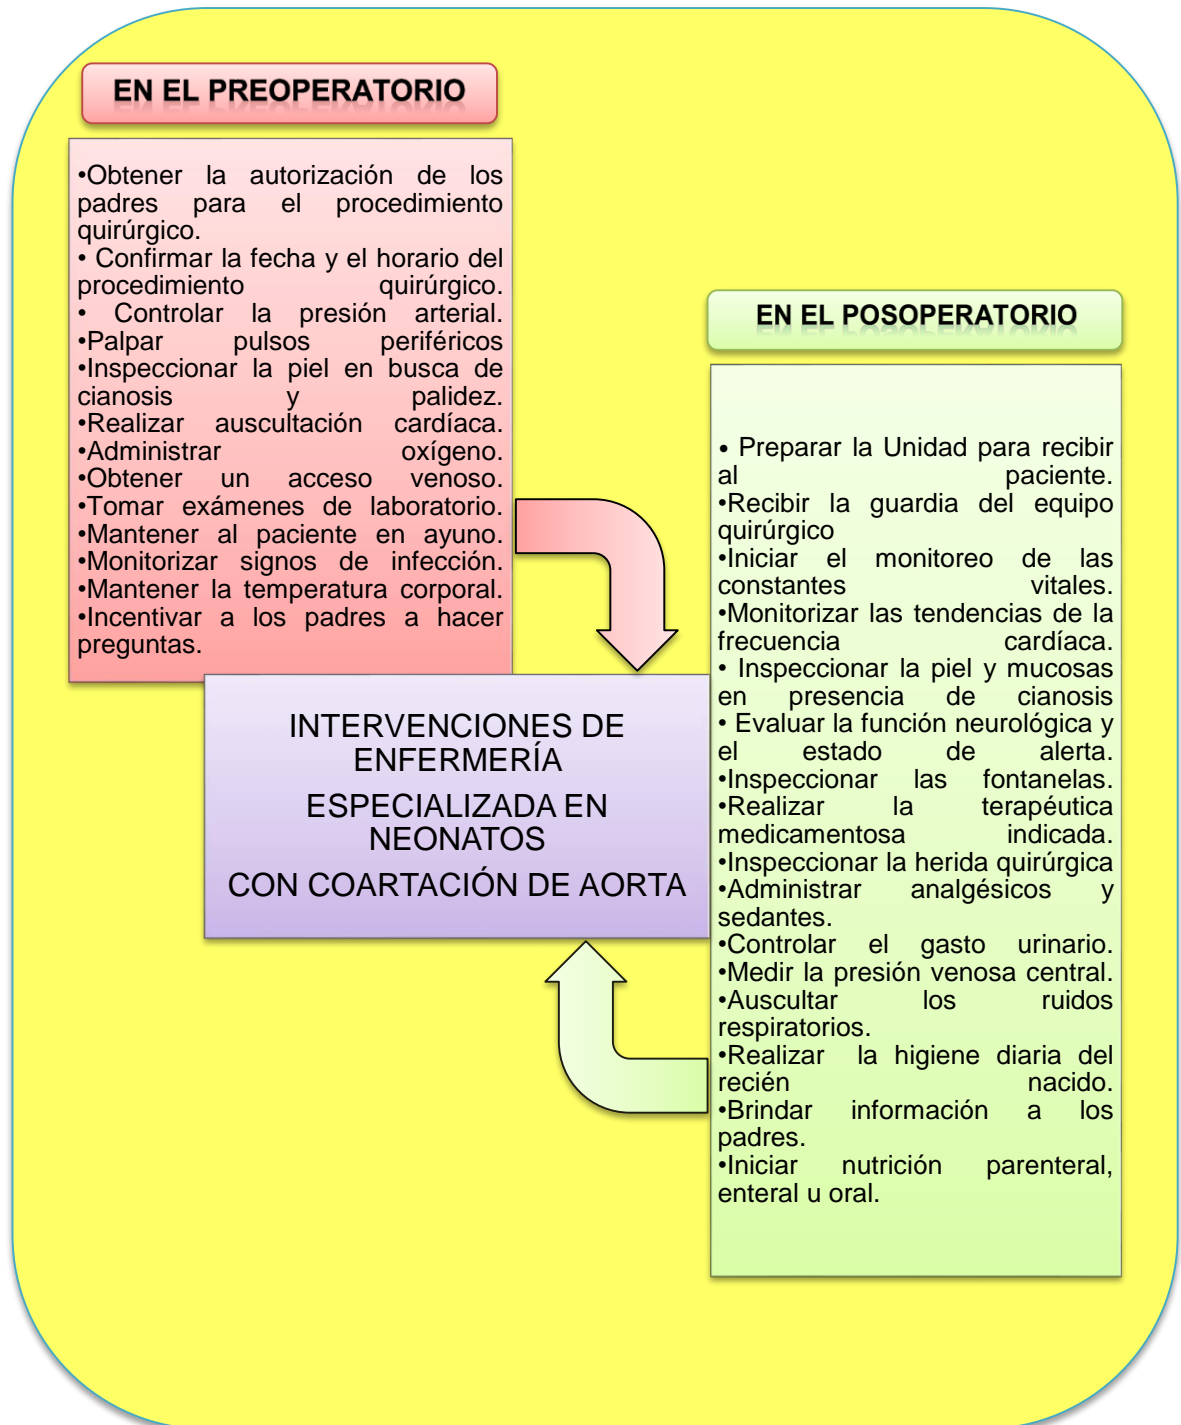 EN EL PREOPERATORIO
•Obtener la autorización de los
padres para el procedimiento
quirúrgico.
• Confirmar la fecha y el horario del
procedimiento quirúrgico.
• Controlar la presión arterial.
•Palpar pulsos periféricos
•Inspeccionar la piel en busca de
cianosis y palidez.
•Realizar auscultación cardíaca.
•Administrar oxígeno.
•Obtener un acceso venoso.
•Tomar exámenes de laboratorio.
•Mantener al paciente en ayuno.
•Monitorizar signos de infección.
•Mantener la temperatura corporal.
•Incentivar a los padres a hacer
preguntas.
INTERVENCIONES DE
ENFERMERÍA
ESPECIALIZADA EN
NEONATOS
CON COARTACIÓN DE AORTA
EN EL POSOPERATORIO
• Preparar la Unidad para recibir
al paciente.
•Recibir la guardia del equipo
quirúrgico
•Iniciar el monitoreo de las
constantes vitales.
•Monitorizar las tendencias de la
frecuencia cardíaca.
• Inspeccionar la piel y mucosas
en presencia de cianosis
• Evaluar la función neurológica y
el estado de alerta.
•Inspeccionar las fontanelas.
•Realizar la terapéutica
medicamentosa indicada.
•Inspeccionar la herida quirúrgica
•Administrar analgésicos y
sedantes.
•Controlar el gasto urinario.
•Medir la presión venosa central.
•Auscultar los ruidos
respiratorios.
•Realizar la higiene diaria del
recién nacido.
•Brindar información a los
padres.
•Iniciar nutrición parenteral,
enteral u oral.